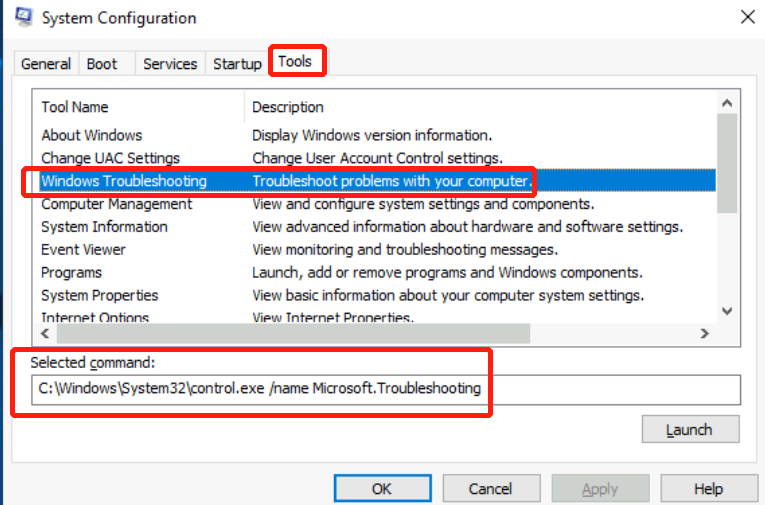 System Configuration
General Boot Services Startup Tools
Tool Name Description
About Windows Display Windows version information.
Change UAC Settings Change User Account Control settings.
Windows Troubleshooting Troubleshoot problems with your computer.
Computer Management View and configure system settings and components.
System Information View advanced information about hardware and software settings.
Event Viewer View monitoring and troubleshooting messages.
Programs Launch, add or remove programs and Windows components.
System Properties View basic information about your computer system settings.
Internet Options View Internet Properties.
Selected command:
C:\Windows\System32\control.exe /name Microsoft.Troubleshooting
Launch
OK Cancel Apply Help